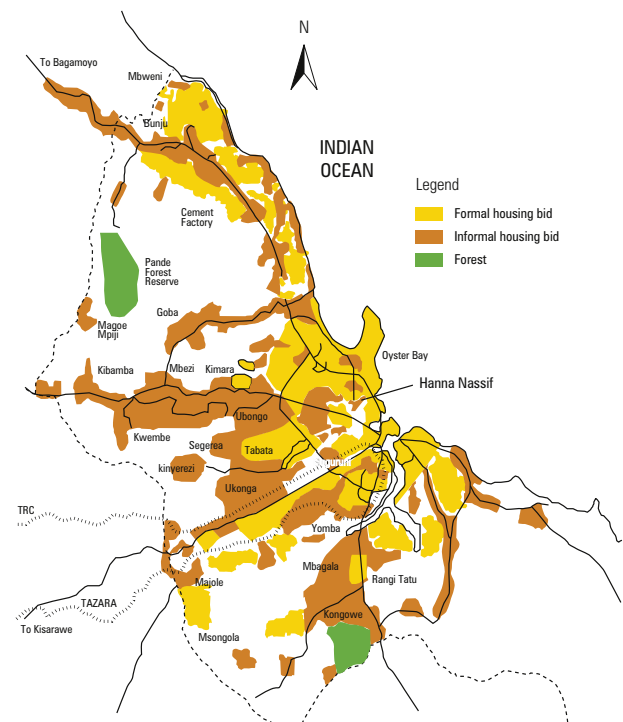 N
To Bagamoyo
Mbweni
Bunju
INDIAN
OCEAN
Legend
Formal housing bid
Informal housing bid
Forest
Cement
Factory
Pande
Forest
Reserve
Magoe
Mpiji
Goba
Oyster Bay
Kibamba
Mbezi
Kimara
Hanna Nassif
Ubongo
Kwembe
Segerea
Tabata
kinyerezi
Ukonga
TRC
Yomba
Mbagala
Rangi Tatu
Majole
TAZARA
To Kisarawe
Kongowe
Msongola